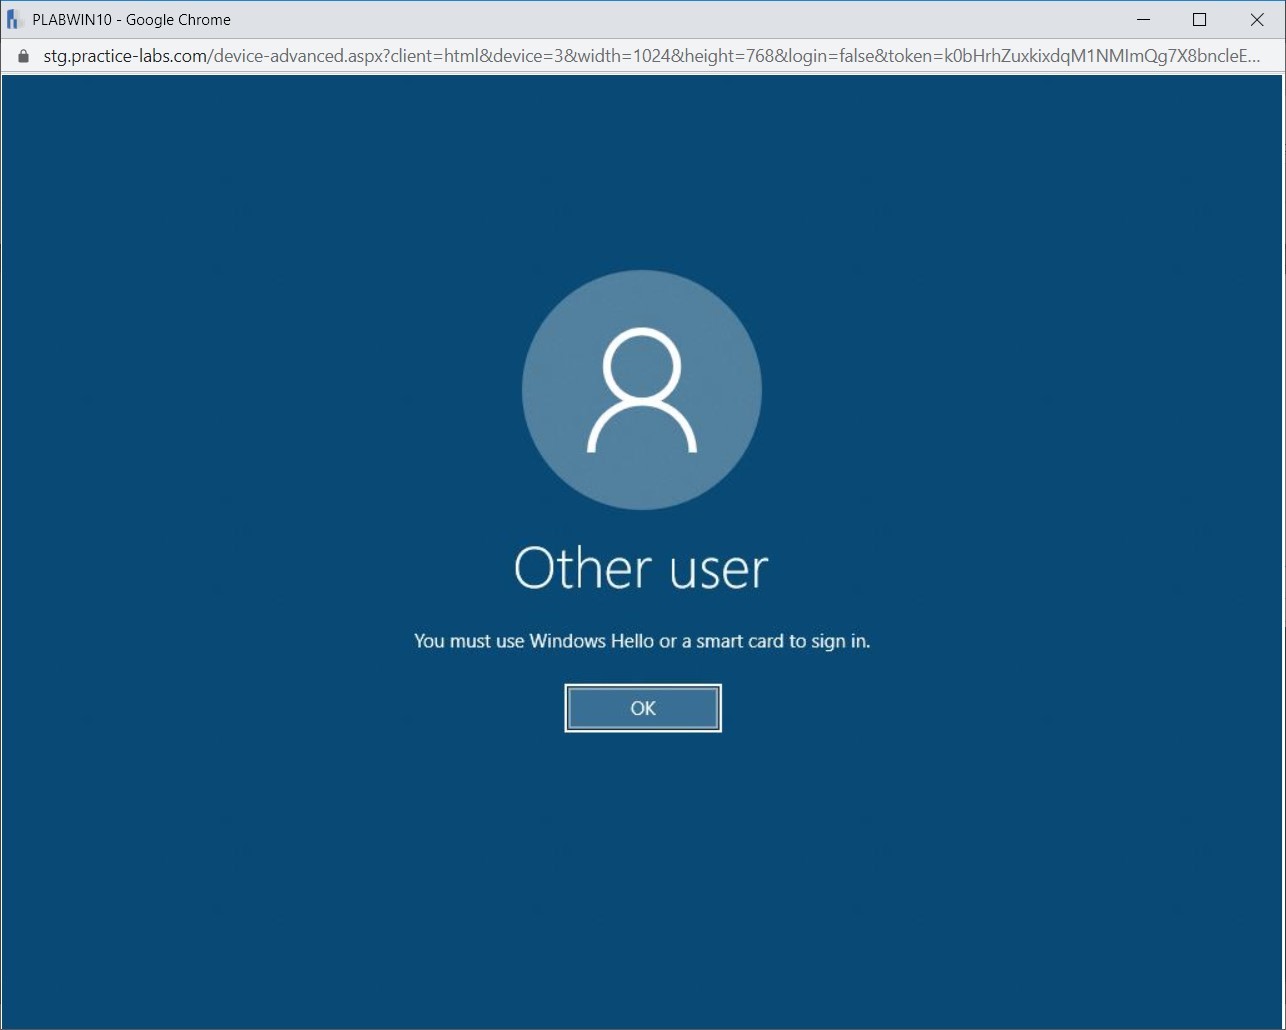 PLABWIN10 - Google Chrome
stg.practice-labs.com/device-advanced.aspx?client=html&device=3&width=1024&height=768&login=false&token=k0bHrhZuxkixdqM1NMImQg7X8bncleE...
Other user
You must use Windows Hello or a smart card to sign in.
OK